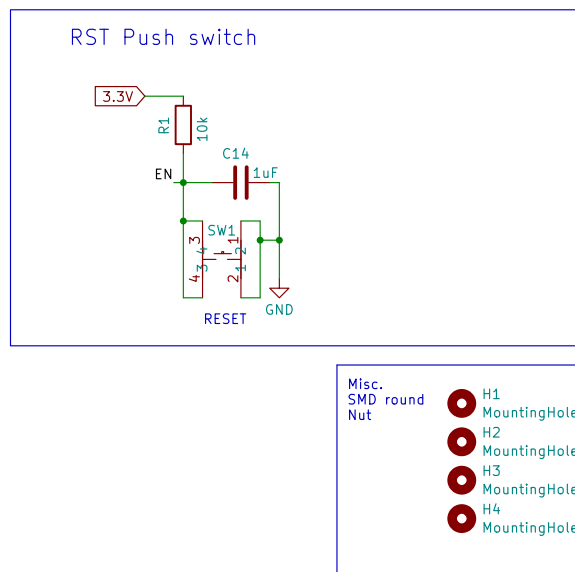 RST Push switch
3.3V
R1
10k
C14
1uF
EN
SW1
3
4
3
4
1
2
1
2
RESET
GND
Misc.
SMD round
Nut
H1
MountingHole
H2
MountingHole
H3
MountingHole
H4
MountingHole